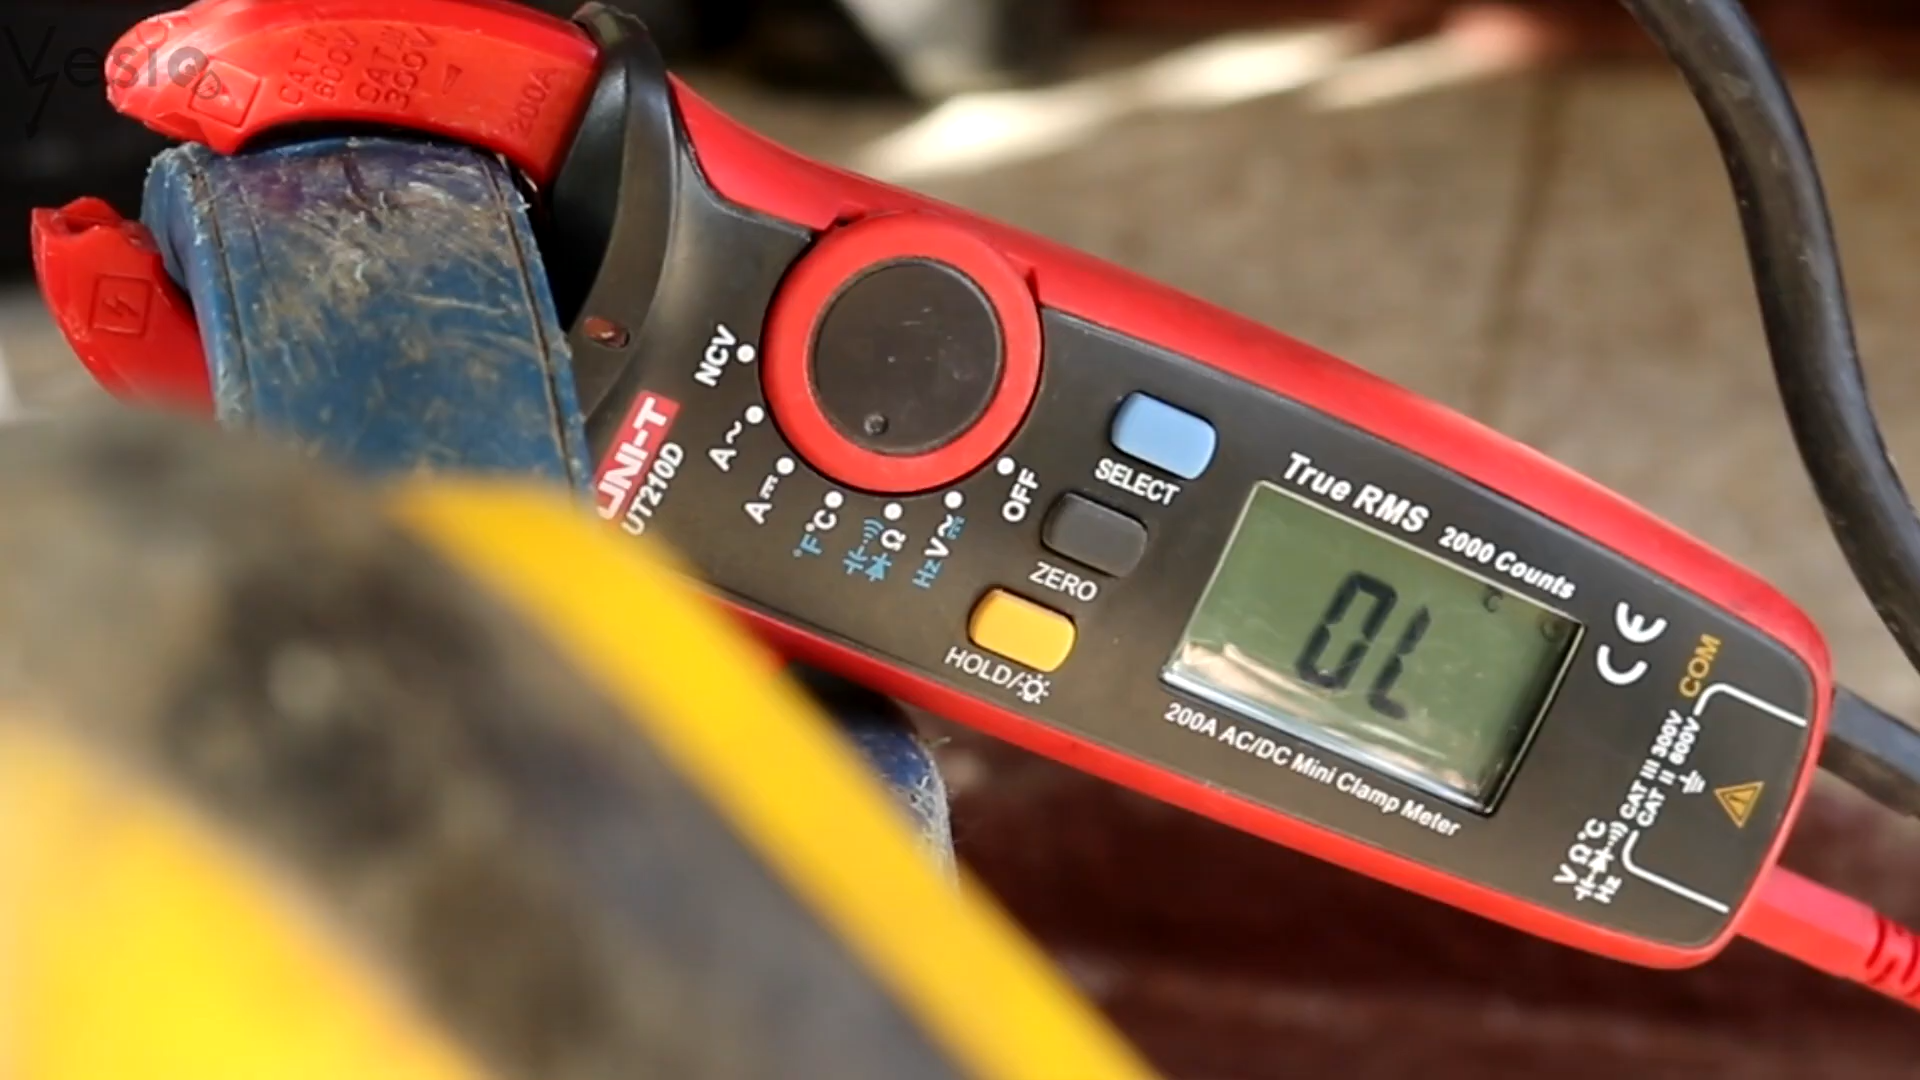 Yesio
CAT II
600V
CAT III
300V
200A
NCV
A~
A⎓
°F°C
Ω
Hz V
OFF
UNI-T
UT210D
SELECT
ZERO
HOLD/
True RMS 2000 Counts
OL
°C
200A AC/DC Mini Clamp Meter
CE
COM
CAT III 300V
CAT II 600V
V Ω °C
Hz